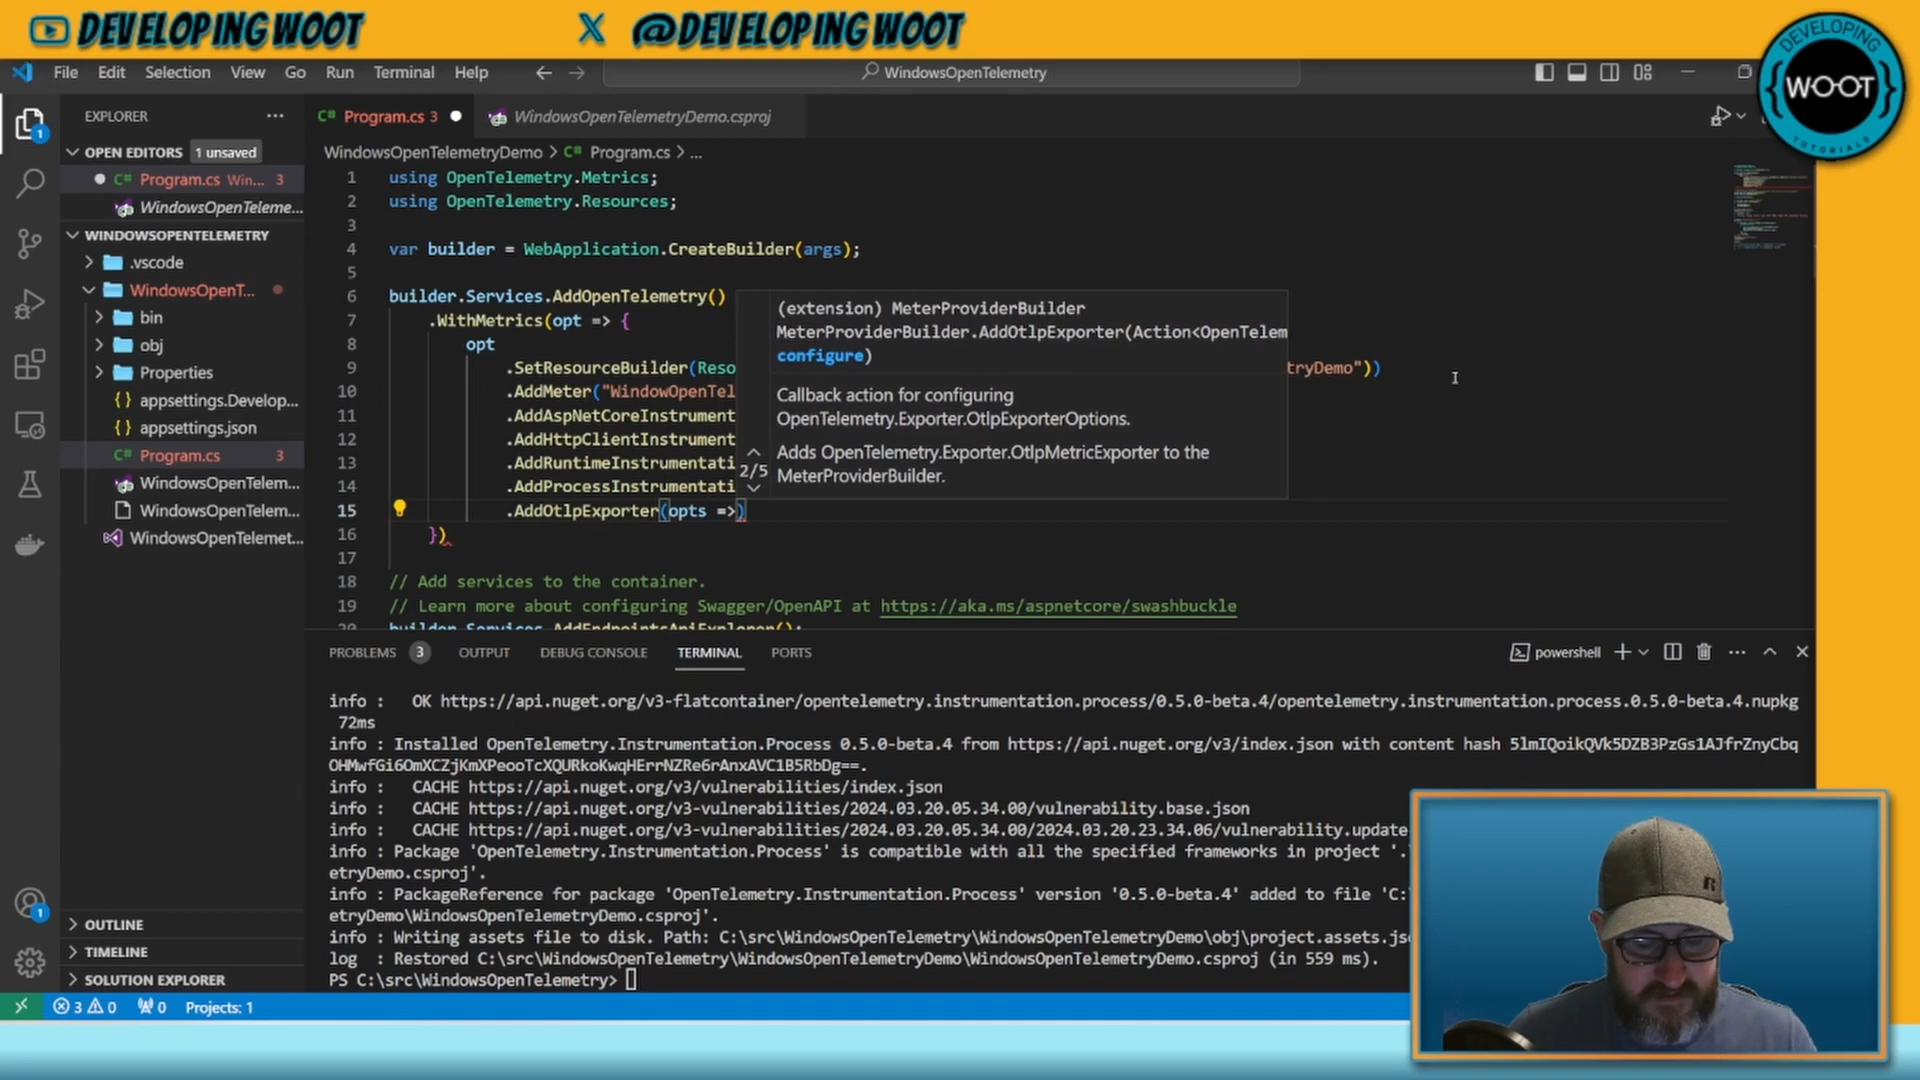 DEVELOPINGWOOT
@DEVELOPINGWOOT
DEVELOPING
WOOT
TUTORIALS
File Edit Selection View Go Run Terminal Help
WindowsOpenTelemetry
EXPLORER
Program.cs 3
WindowsOpenTelemetryDemo.csproj
OPEN EDITORS 1 unsaved
WindowsOpenTelemetryDemo > Program.cs > ...
Program.cs Win... 3
WindowsOpenTeleme...
WINDOWSOPENTELEMETRY
.vscode
WindowsOpenT...
bin
obj
Properties
appsettings.Develop...
appsettings.json
Program.cs 3
WindowsOpenTelem...
WindowsOpenTelem...
WindowsOpenTelemet...
OUTLINE
TIMELINE
SOLUTION EXPLORER
1 using OpenTelemetry.Metrics;
2 using OpenTelemetry.Resources;
3
4 var builder = WebApplication.CreateBuilder(args);
5
6 builder.Services.AddOpenTelemetry()
7 .WithMetrics(opt => {
8 opt
9 .SetResourceBuilder(Reso tryDemo"))
10 .AddMeter("WindowOpenTel
11 .AddAspNetCoreInstrument
12 .AddHttpClientInstrument
13 .AddRuntimeInstrumentati
14 .AddProcessInstrumentati
15 .AddOtlpExporter(opts =>)
16 })
17
18 // Add services to the container.
19 // Learn more about configuring Swagger/OpenAPI at https://aka.ms/aspnetcore/swashbuckle
20 builder.Services.AddEndpointsApiExplorer();
(extension) MeterProviderBuilder
MeterProviderBuilder.AddOtlpExporter(Action<OpenTelem
configure)
Callback action for configuring
OpenTelemetry.Exporter.OtlpExporterOptions.
Adds OpenTelemetry.Exporter.OtlpMetricExporter to the
2/5
MeterProviderBuilder.
PROBLEMS 3 OUTPUT DEBUG CONSOLE TERMINAL PORTS
powershell
info : OK https://api.nuget.org/v3-flatcontainer/opentelemetry.instrumentation.process/0.5.0-beta.4/opentelemetry.instrumentation.process.0.5.0-beta.4.nupkg
72ms
info : Installed OpenTelemetry.Instrumentation.Process 0.5.0-beta.4 from https://api.nuget.org/v3/index.json with content hash 5lmIQoikQVk5DZB3PzGs1AJfrZnyCbq
OHMwfGi6OmXCZjKmXPeooTcXQURkoKwqHErrNZRe6rAnxAVC1B5RbDg==.
info : CACHE https://api.nuget.org/v3/vulnerabilities/index.json
info : CACHE https://api.nuget.org/v3-vulnerabilities/2024.03.20.05.34.00/vulnerability.base.json
info : CACHE https://api.nuget.org/v3-vulnerabilities/2024.03.20.05.34.00/2024.03.20.23.34.06/vulnerability.update
info : Package 'OpenTelemetry.Instrumentation.Process' is compatible with all the specified frameworks in project '.
etryDemo.csproj'.
info : PackageReference for package 'OpenTelemetry.Instrumentation.Process' version '0.5.0-beta.4' added to file 'C:
etryDemo\WindowsOpenTelemetryDemo.csproj'.
info : Writing assets file to disk. Path: C:\src\WindowsOpenTelemetry\WindowsOpenTelemetryDemo\obj\project.assets.js
log : Restored C:\src\WindowsOpenTelemetry\WindowsOpenTelemetryDemo\WindowsOpenTelemetryDemo.csproj (in 559 ms).
PS C:\src\WindowsOpenTelemetry>
3 0 0 Projects: 1